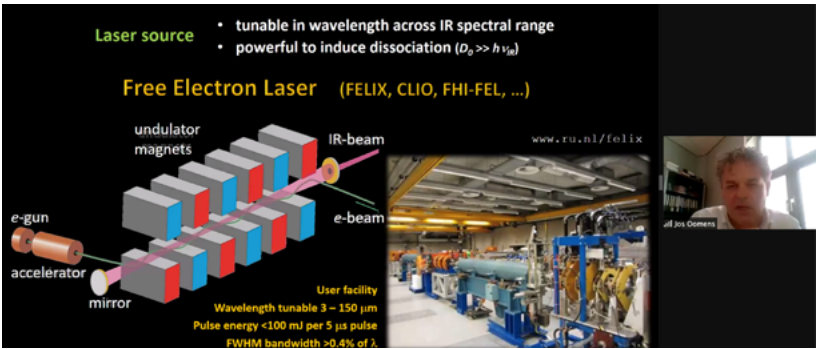 Laser source
• tunable in wavelength across IR spectral range
• powerful to induce dissociation (D₀ >> hνIR)
Free Electron Laser (FELIX, CLIO, FHI-FEL, ...)
undulator
magnets
IR-beam
www.ru.nl/felix
e-gun
e-beam
accelerator
mirror
User facility
Wavelength tunable 3 – 150 μm
Pulse energy <100 mJ per 5 μs pulse
FWHM bandwidth >0.4% of λ
Jos Oomens